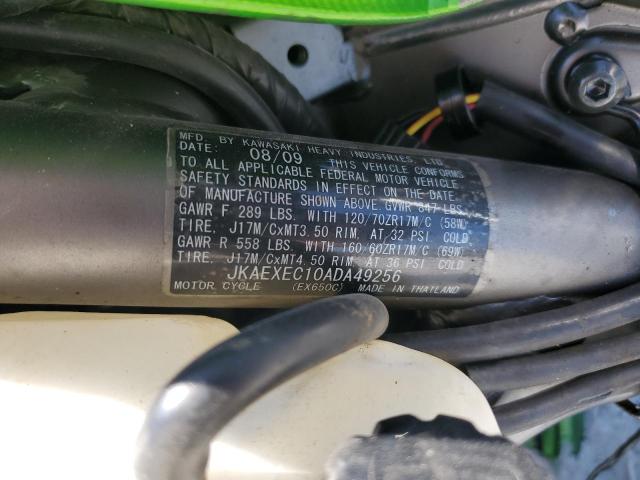 MFD. BY KAWASAKI HEAVY INDUSTRIES, LTD.
DATE: 08/09 THIS VEHICLE CONFORMS
TO ALL APPLICABLE FEDERAL MOTOR VEHICLE
SAFETY STANDARDS IN EFFECT ON THE DATE
OF MANUFACTURE SHOWN ABOVE. GVWR 847 LBS.
GAWR F 289 LBS. WITH 120/70ZR17M/C (58W)
TIRE, J17M/CxMT3.50 RIM. AT 32 PSI COLD
GAWR R 558 LBS. WITH 160/60ZR17M/C (69W)
TIRE, J17M/CxMT4.50 RIM. AT 36 PSI COLD
JKAEXEC10ADA49256
MOTOR CYCLE (EX650C) MADE IN THAILAND